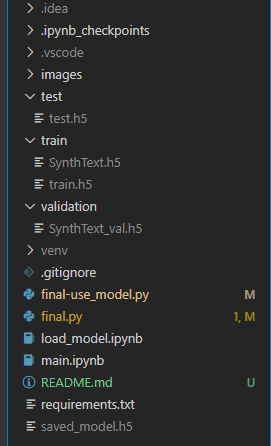 .idea
.ipynb_checkpoints
.vscode
images
test
test.h5
train
SynthText.h5
train.h5
validation
SynthText_val.h5
venv
.gitignore
final-use_model.py M
final.py 1, M
load_model.ipynb
main.ipynb
README.md U
requirements.txt
saved_model.h5